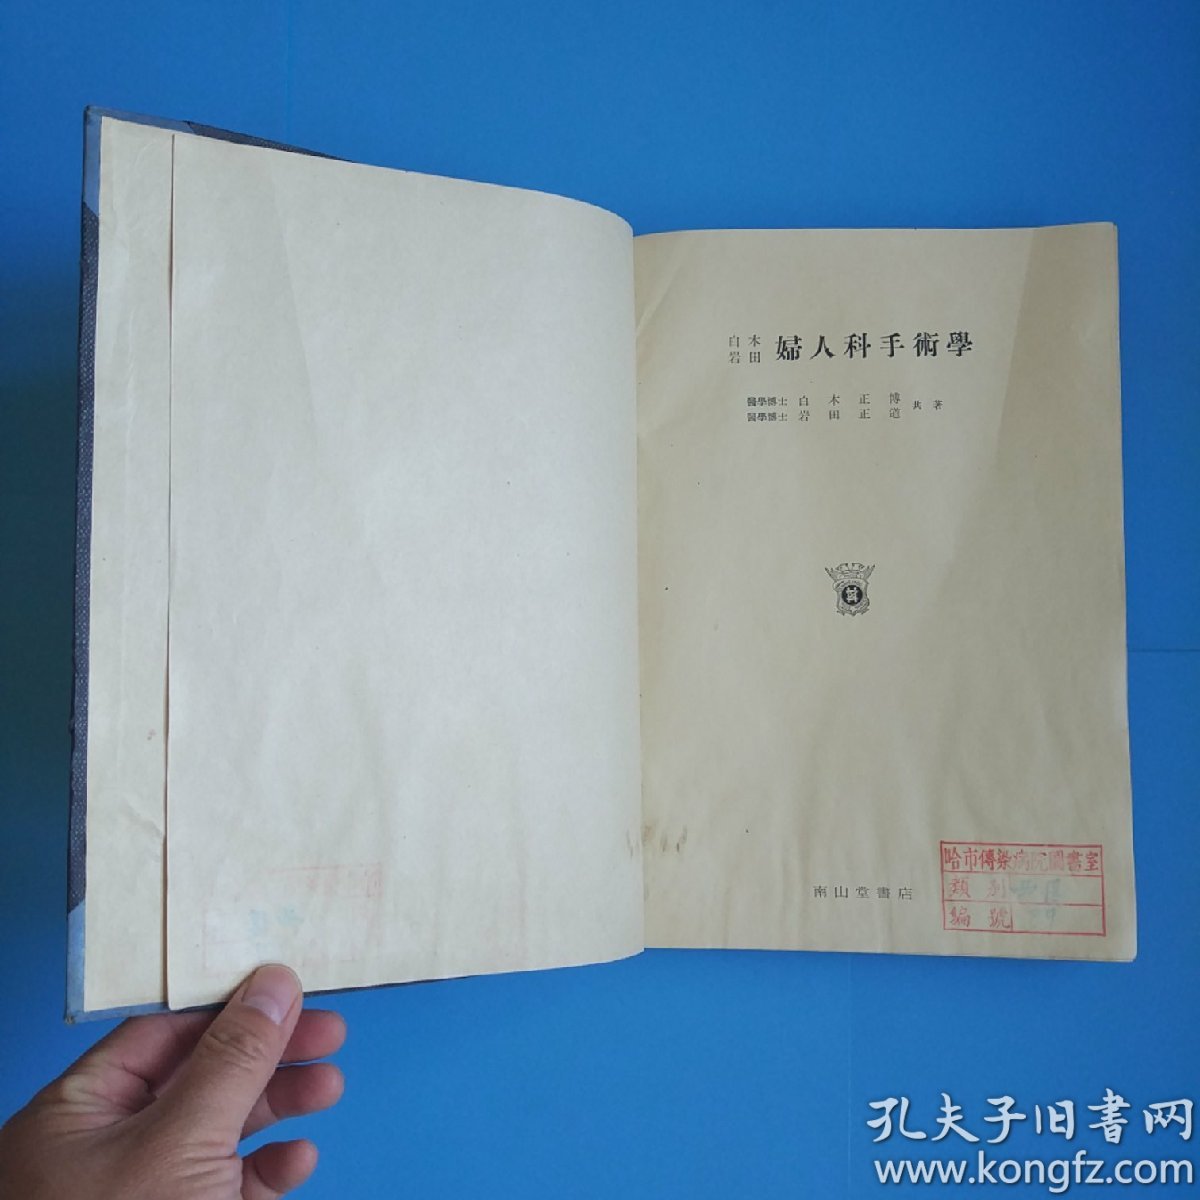 白木
岩田
婦人科手術學
醫學博士 白木正博
醫學博士 岩田正道
共著
南山堂書店
哈市傳染病院圖書室
類別
編號
孔夫子旧书网
www.kongfz.com